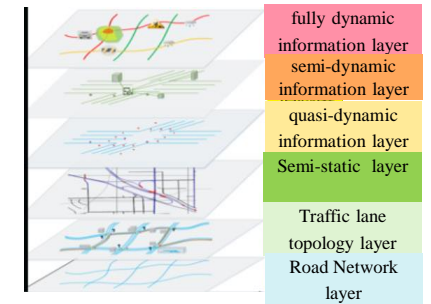 fully dynamic
information layer
semi-dynamic
information layer
quasi-dynamic
information layer
Semi-static layer
Traffic lane
topology layer
Road Network
layer